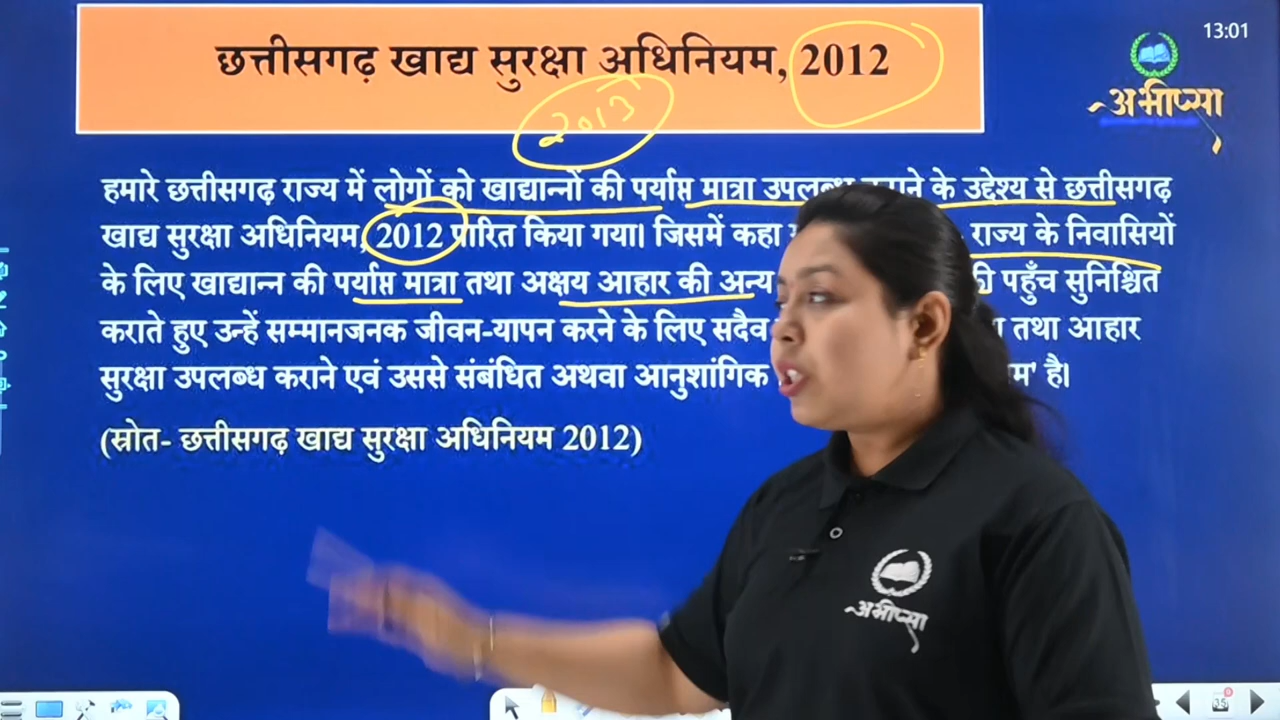 छत्तीसगढ़ खाद्य सुरक्षा अधिनियम, 2012
13:01
अभीप्सा
2013
हमारे छत्तीसगढ़ राज्य में लोगों को खाद्यान्नों की पर्याप्त मात्रा उपलब्ध के उद्देश्य से छत्तीसगढ़
खाद्य सुरक्षा अधिनियम, 2012 पारित किया गया। जिसमें कहा राज्य के निवासियों
के लिए खाद्यान्न की पर्याप्त मात्रा तथा अक्षय आहार की अन्य पहुँच सुनिश्चित
कराते हुए उन्हें सम्मानजनक जीवन-यापन करने के लिए सदैव तथा आहार
सुरक्षा उपलब्ध कराने एवं उससे संबंधित अथवा आनुशांगिक है।
(स्रोत- छत्तीसगढ़ खाद्य सुरक्षा अधिनियम 2012)
अभीप्सा